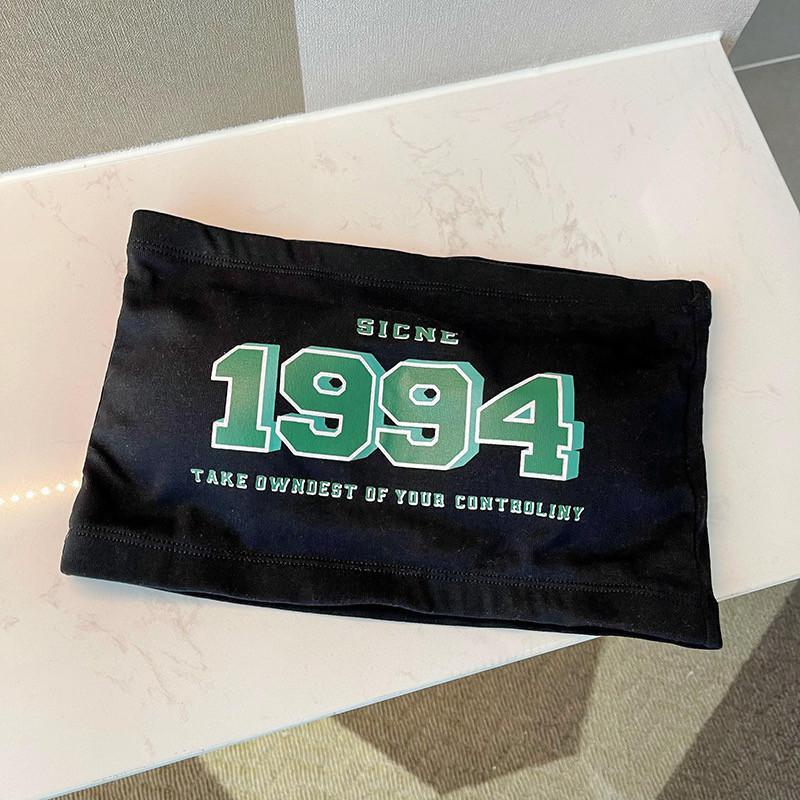 SICNE
1994
TAKE OWNDEST OF YOUR CONTROLINY